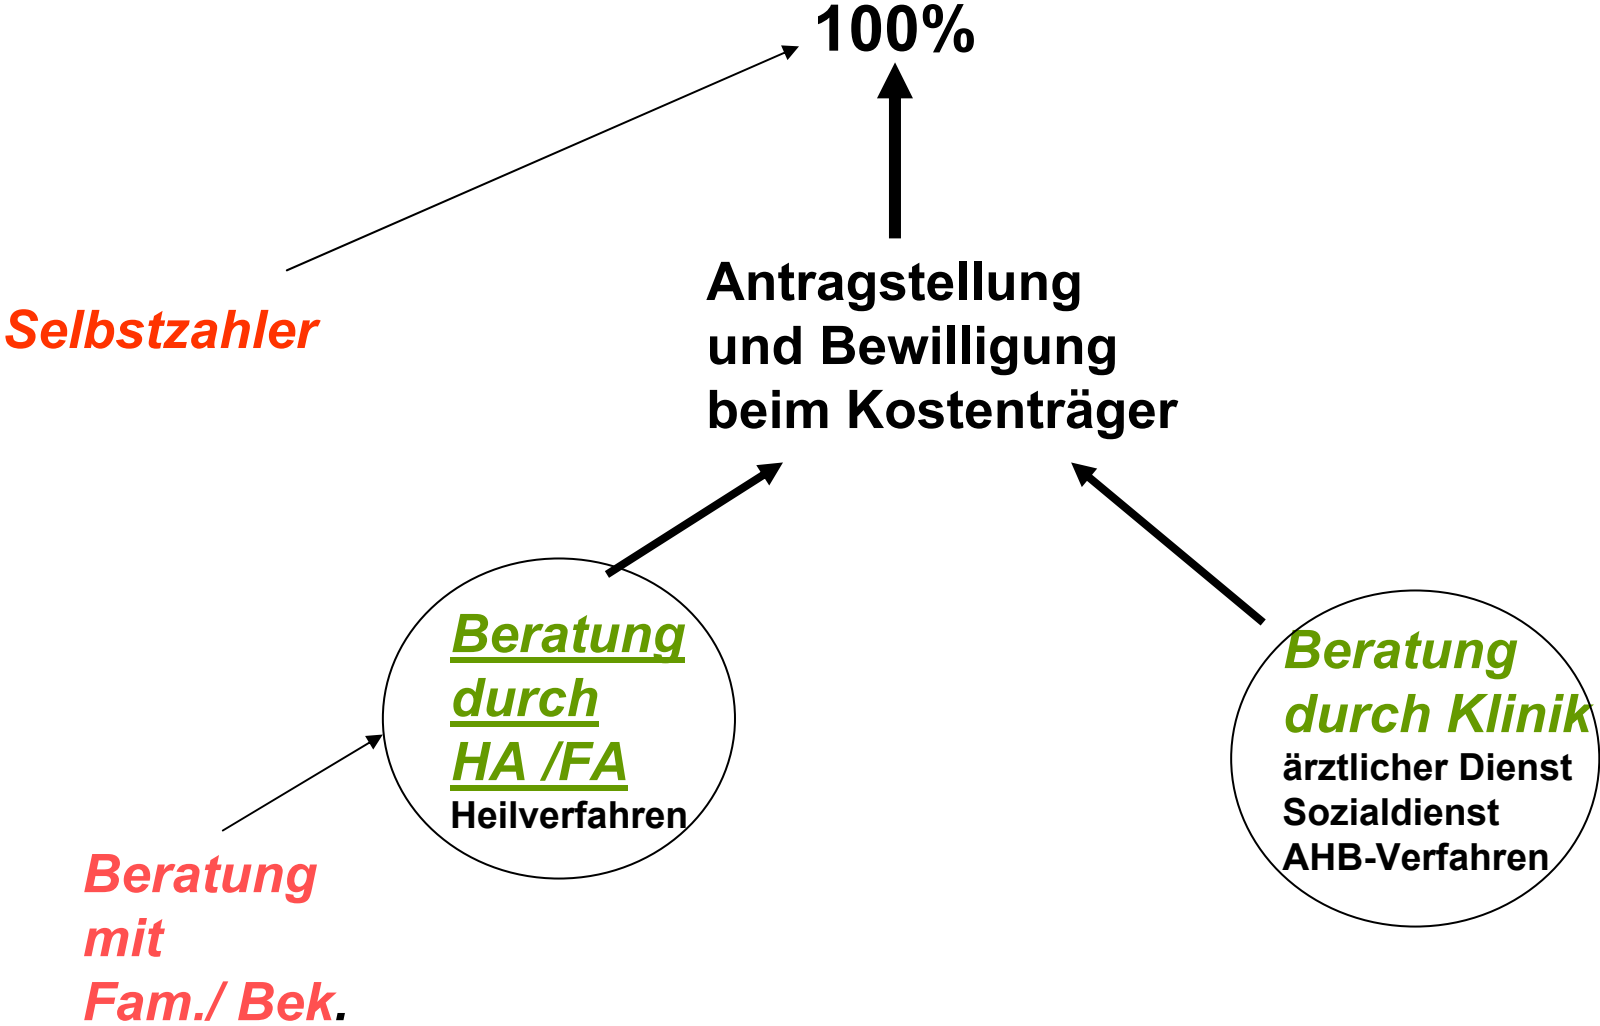 100%
Selbstzahler
Antragstellung
und Bewilligung
beim Kostenträger
Beratung
durch
HA /FA
Heilverfahren
Beratung
durch Klinik
ärztlicher Dienst
Sozialdienst
AHB-Verfahren
Beratung
mit
Fam./ Bek.